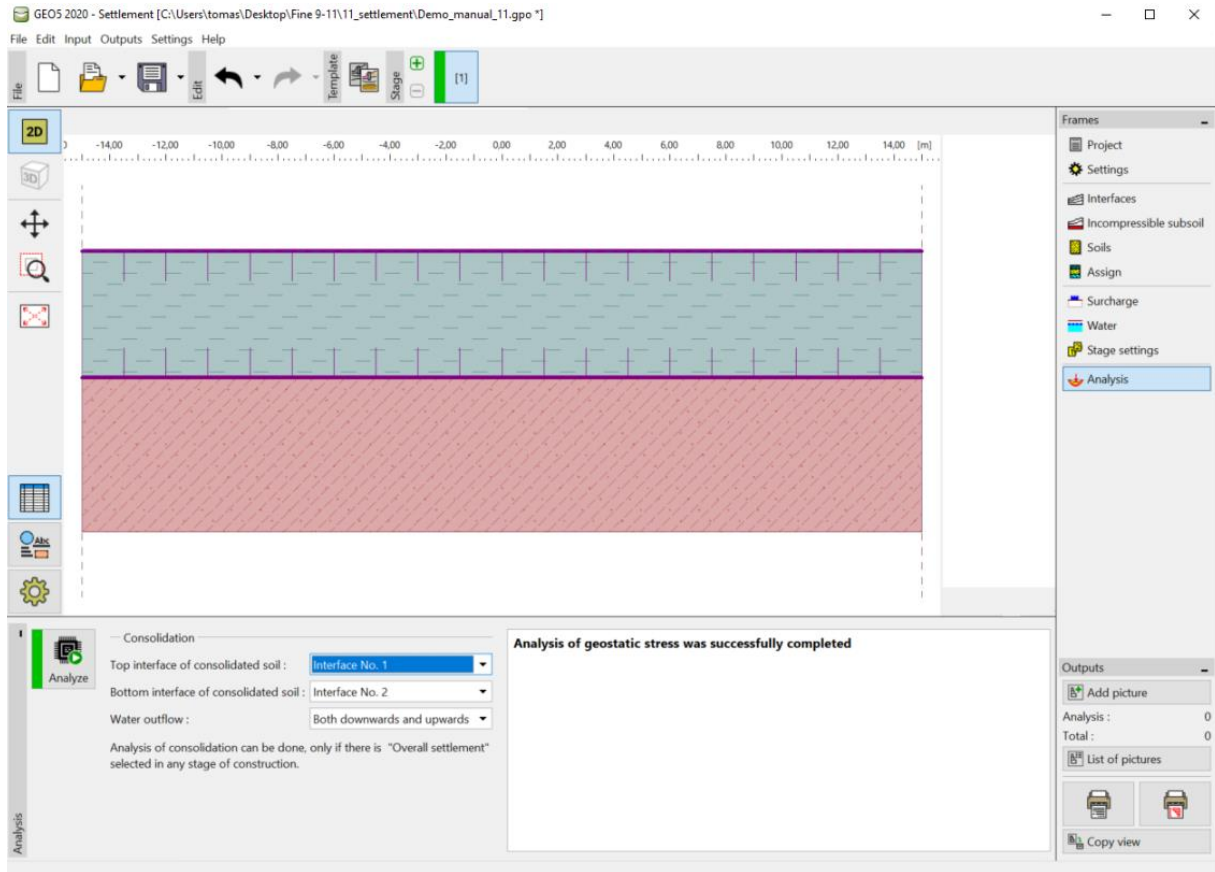 GEO5 2020 - Settlement [C:\Users\tomas\Desktop\Fine 9-11\11_settlement\Demo_manual_11.gpo *]
File Edit Input Outputs Settings Help
File
Edit
Template
Stage
[1]
2D
3D
-14,00 -12,00 -10,00 -8,00 -6,00 -4,00 -2,00 0,00 2,00 4,00 6,00 8,00 10,00 12,00 14,00 [m]
Abc
Frames
Project
Settings
Interfaces
Incompressible subsoil
Soils
Assign
Surcharge
Water
Stage settings
Analysis
Analyze
Consolidation
Top interface of consolidated soil : Interface No. 1
Bottom interface of consolidated soil : Interface No. 2
Water outflow : Both downwards and upwards
Analysis of consolidation can be done, only if there is "Overall settlement"
selected in any stage of construction.
Analysis
Analysis of geostatic stress was successfully completed
Outputs
Add picture
Analysis : 0
Total : 0
List of pictures
Copy view